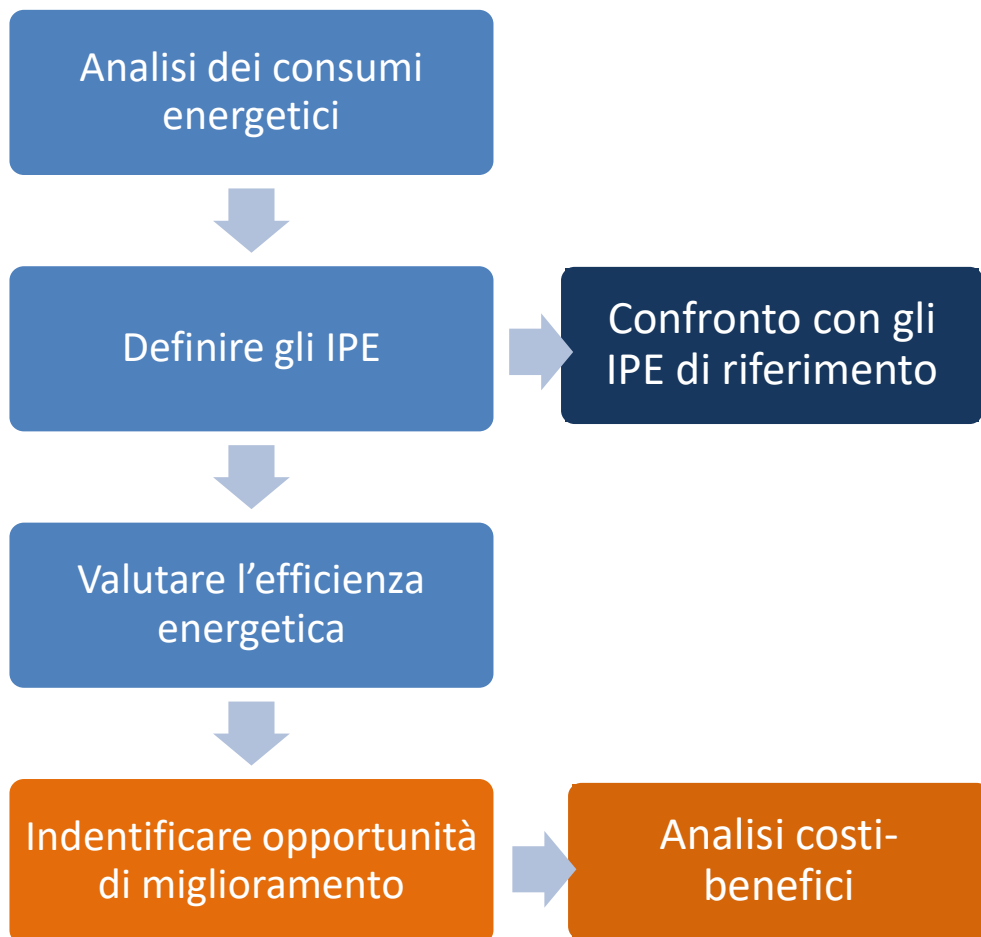 Analisi dei consumi
energetici
Definire gli IPE
Confronto con gli
IPE di riferimento
Valutare l’efficienza
energetica
Indentificare opportunità
di miglioramento
Analisi costi-
benefici